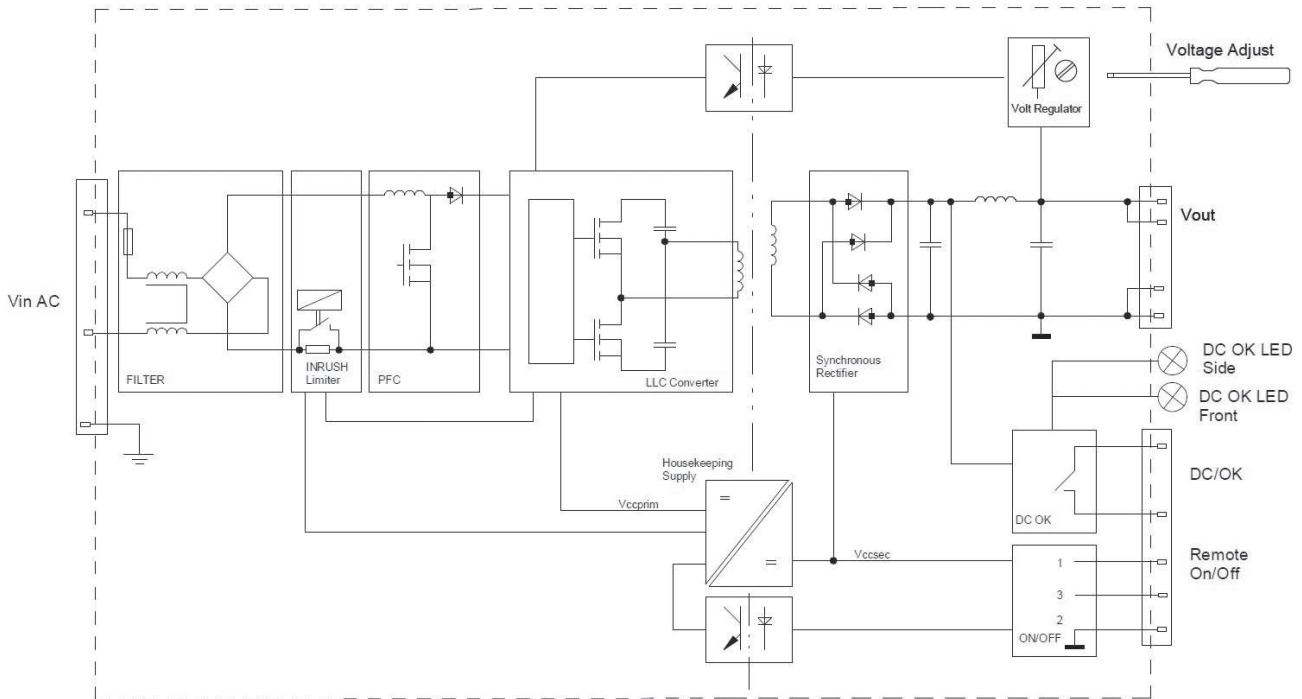 Voltage Adjust
Volt Regulator
Vout
Vin AC
FILTER
INRUSH
Limiter
PFC
LLC Converter
Synchronous
Rectifier
DC OK LED
Side
DC OK LED
Front
Housekeeping
Supply
Vccprim
DC OK
DC/OK
Vccsec
1
3
2
ON/OFF
Remote
On/Off